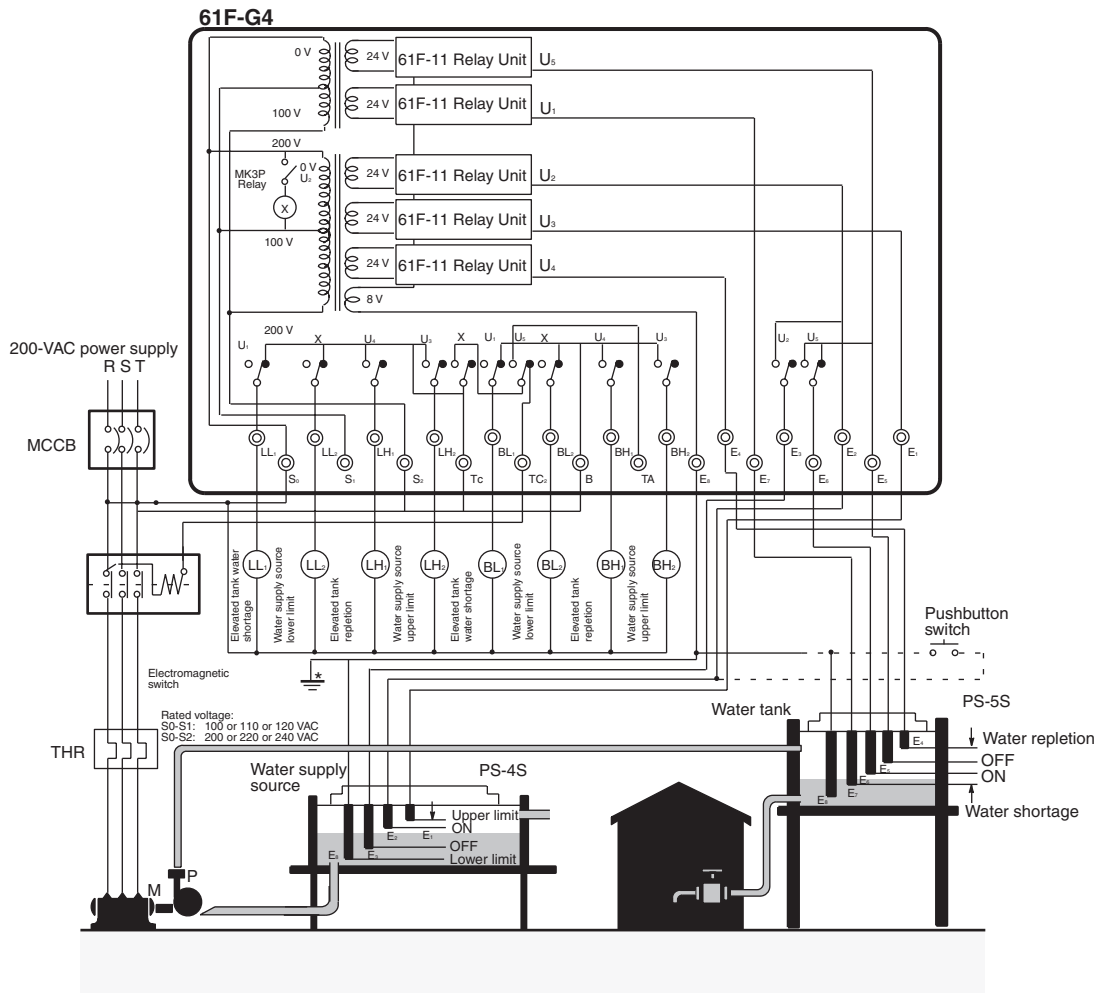 61F-G4
0 V
24 V
61F-11 Relay Unit
U₅
24 V
61F-11 Relay Unit
U₁
100 V
200 V
MK3P
Relay
0 V
U₂
X
24 V
61F-11 Relay Unit
U₂
24 V
61F-11 Relay Unit
U₃
100 V
24 V
61F-11 Relay Unit
U₄
8 V
200 V
U₁
X
U₄
U₃
X
U₁
U₅
X
U₄
U₃
U₂
U₅
200-VAC power supply
R S T
MCCB
LL₁
S₀
LL₂
S₁
LH₁
S₂
LH₂
Tc
BL₁
TC₂
BL₂
B
BH₁
TA
BH₂
E₈
E₄
E₇
E₃
E₆
E₂
E₅
E₁
LL₁
LL₂
LH₁
LH₂
BL₁
BL₂
BH₁
BH₂
Elevated tank water
shortage
Water supply source
lower limit
Elevated tank
repletion
Water supply source
upper limit
Elevated tank
water shortage
Water supply source
lower limit
Elevated tank
repletion
Water supply source
upper limit
Pushbutton
switch
Electromagnetic
switch
*
Rated voltage:
S0-S1: 100 or 110 or 120 VAC
S0-S2: 200 or 220 or 240 VAC
THR
Water tank
PS-5S
E₄
Water repletion
E₅
OFF
E₆
ON
E₇
E₈
Water shortage
Water supply
source
PS-4S
Upper limit
E₁
E₂
ON
OFF
E₈
E₃
Lower limit
M
P